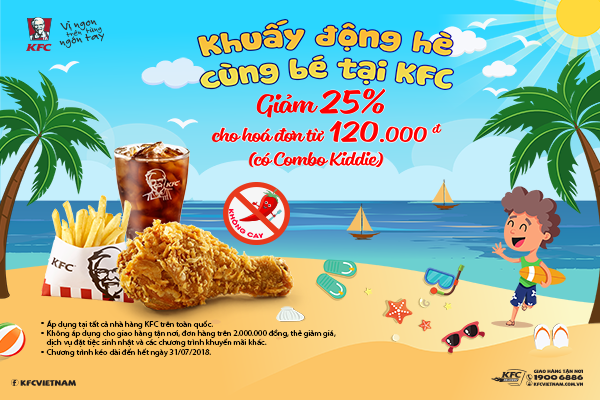 KFC
Vị ngon
trên từng
ngón tay
Khuấy động hè
cùng bé tại KFC
Giảm 25%
cho hoá đơn từ 120.000 đ
(có Combo Kiddie)
KFC
KFC
KHÔNG CAY
* Áp dụng tại tất cả nhà hàng KFC trên toàn quốc.
* Không áp dụng cho giao hàng tận nơi, đơn hàng trên 2.000.000 đồng, thẻ giảm giá,
dịch vụ đặt tiệc sinh nhật và các chương trình khuyến mãi khác.
* Chương trình kéo dài đến hết ngày 31/07/2018.
f KFCVIETNAM
KFC
GIAO HÀNG TẬN NƠI
1900 6886
KFCVIETNAM.COM.VN